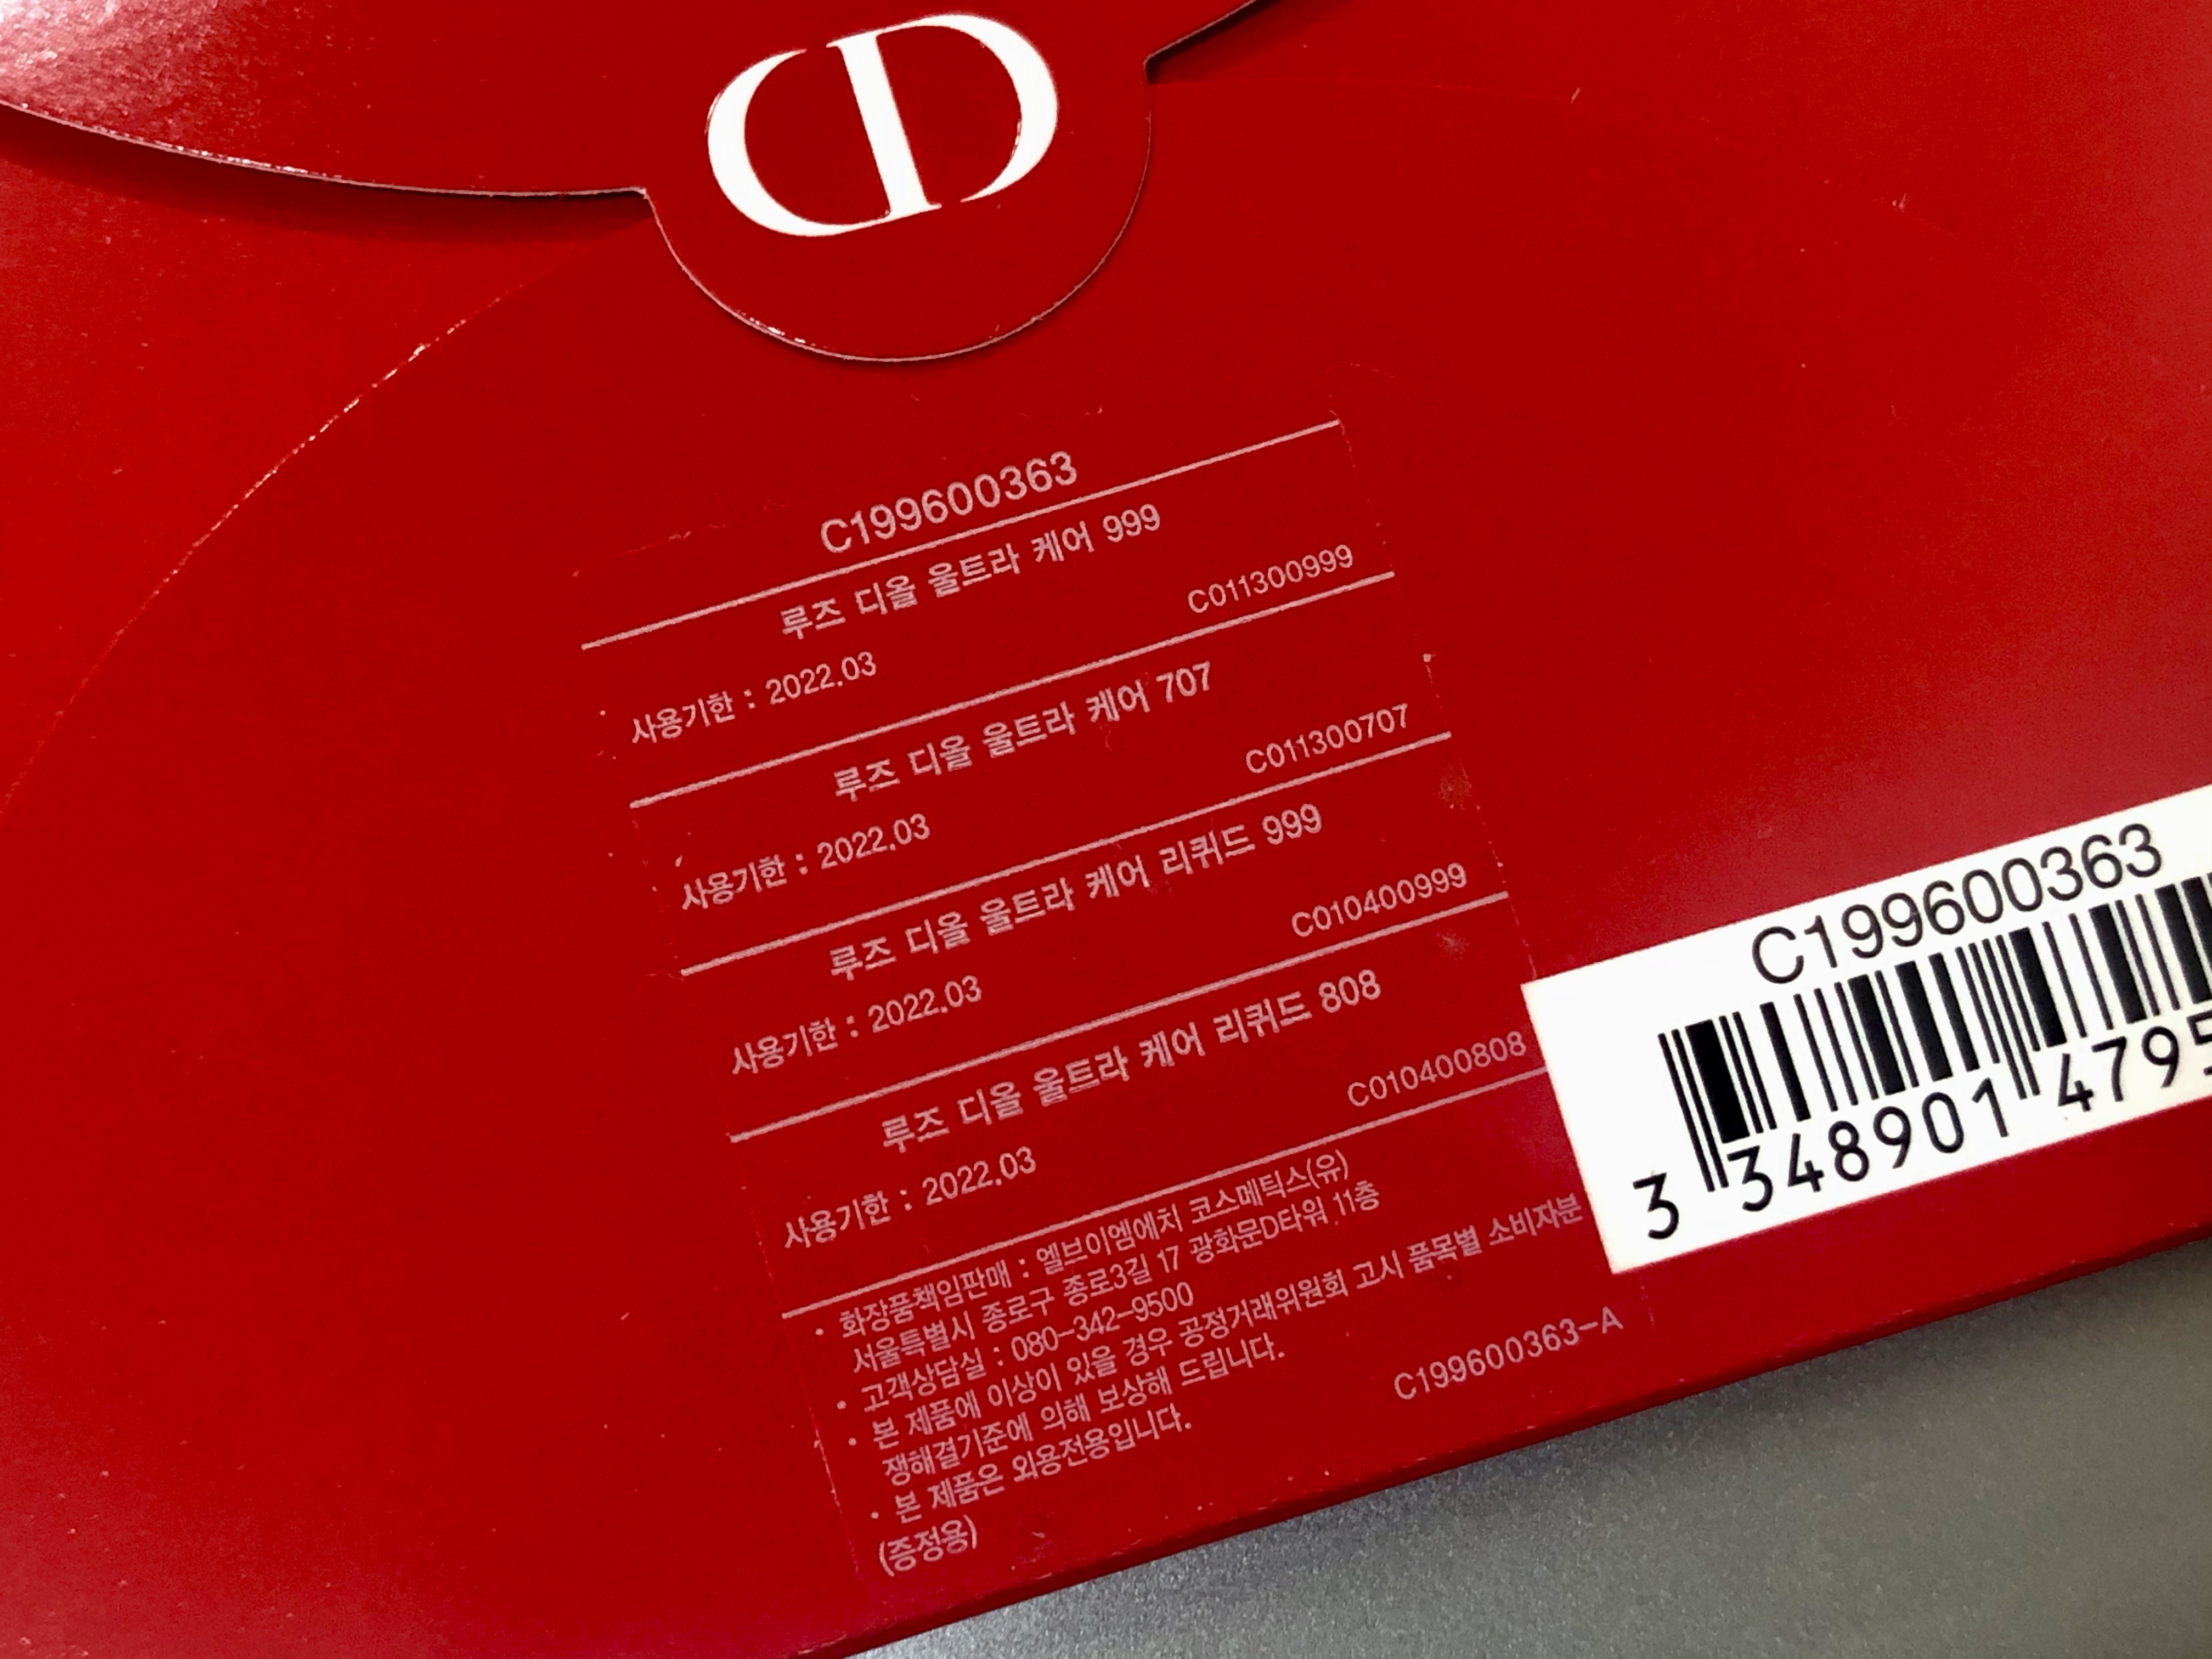 CD
C199600363
루즈 디올 울트라 케어 999
C011300999
사용기한 : 2022.03
루즈 디올 울트라 케어 707
C011300707
사용기한 : 2022.03
루즈 디올 울트라 케어 리퀴드 999
C010400999
사용기한 : 2022.03
루즈 디올 울트라 케어 리퀴드 808
C010400808
사용기한 : 2022.03
• 화장품책임판매 : 엘브이엠에치 코스메틱스(유)
서울특별시 종로구 종로3길 17 광화문D타워 11층
• 고객상담실 : 080-342-9500
• 본 제품에 이상이 있을 경우 공정거래위원회 고시 품목별 소비자분
쟁해결기준에 의해 보상해 드립니다.
• 본 제품은 외용전용입니다.
(증정용)
C199600363-A
C199600363
3 348901 4795